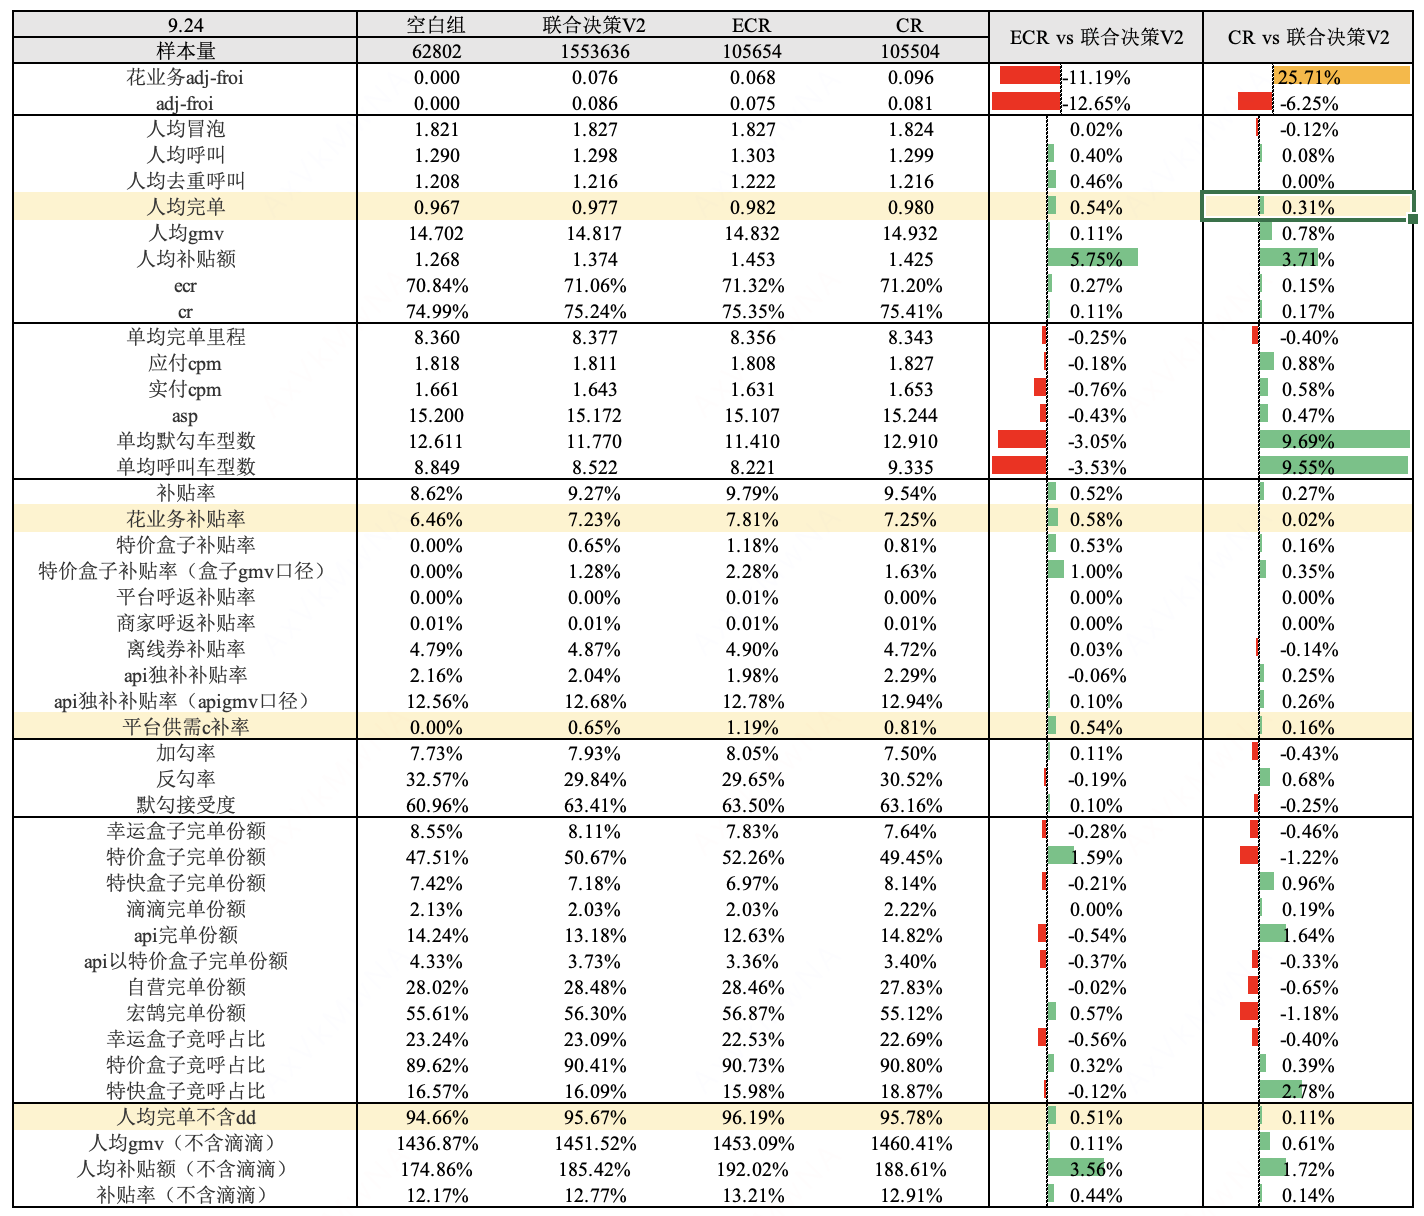 9.24 空白组 联合决策V2 ECR CR ECR vs 联合决策V2 CR vs 联合决策V2
样本量 62802 1553636 105654 105504
花业务adj-froi 0.000 0.076 0.068 0.096 -11.19% 25.71%
adj-froi 0.000 0.086 0.075 0.081 -12.65% -6.25%
人均冒泡 1.821 1.827 1.827 1.824 0.02% -0.12%
人均呼叫 1.290 1.298 1.303 1.299 0.40% 0.08%
人均去重呼叫 1.208 1.216 1.222 1.216 0.46% 0.00%
人均完单 0.967 0.977 0.982 0.980 0.54% 0.31%
人均gmv 14.702 14.817 14.832 14.932 0.11% 0.78%
人均补贴额 1.268 1.374 1.453 1.425 5.75% 3.71%
ecr 70.84% 71.06% 71.32% 71.20% 0.27% 0.15%
cr 74.99% 75.24% 75.35% 75.41% 0.11% 0.17%
单均完单里程 8.360 8.377 8.356 8.343 -0.25% -0.40%
应付cpm 1.818 1.811 1.808 1.827 -0.18% 0.88%
实付cpm 1.661 1.643 1.631 1.653 -0.76% 0.58%
asp 15.200 15.172 15.107 15.244 -0.43% 0.47%
单均默勾车型数 12.611 11.770 11.410 12.910 -3.05% 9.69%
单均呼叫车型数 8.849 8.522 8.221 9.335 -3.53% 9.55%
补贴率 8.62% 9.27% 9.79% 9.54% 0.52% 0.27%
花业务补贴率 6.46% 7.23% 7.81% 7.25% 0.58% 0.02%
特价盒子补贴率 0.00% 0.65% 1.18% 0.81% 0.53% 0.16%
特价盒子补贴率（盒子gmv口径） 0.00% 1.28% 2.28% 1.63% 1.00% 0.35%
平台呼返补贴率 0.00% 0.00% 0.01% 0.00% 0.00% 0.00%
商家呼返补贴率 0.01% 0.01% 0.01% 0.01% 0.00% 0.00%
离线券补贴率 4.79% 4.87% 4.90% 4.72% 0.03% -0.14%
api独补补贴率 2.16% 2.04% 1.98% 2.29% -0.06% 0.25%
api独补补贴率（apigmv口径） 12.56% 12.68% 12.78% 12.94% 0.10% 0.26%
平台供需c补率 0.00% 0.65% 1.19% 0.81% 0.54% 0.16%
加勾率 7.73% 7.93% 8.05% 7.50% 0.11% -0.43%
反勾率 32.57% 29.84% 29.65% 30.52% -0.19% 0.68%
默勾接受度 60.96% 63.41% 63.50% 63.16% 0.10% -0.25%
幸运盒子完单份额 8.55% 8.11% 7.83% 7.64% -0.28% -0.46%
特价盒子完单份额 47.51% 50.67% 52.26% 49.45% 1.59% -1.22%
特快盒子完单份额 7.42% 7.18% 6.97% 8.14% -0.21% 0.96%
滴滴完单份额 2.13% 2.03% 2.03% 2.22% 0.00% 0.19%
api完单份额 14.24% 13.18% 12.63% 14.82% -0.54% 1.64%
api以特价盒子完单份额 4.33% 3.73% 3.36% 3.40% -0.37% -0.33%
自营完单份额 28.02% 28.48% 28.46% 27.83% -0.02% -0.65%
宏鹄完单份额 55.61% 56.30% 56.87% 55.12% 0.57% -1.18%
幸运盒子竞呼占比 23.24% 23.09% 22.53% 22.69% -0.56% -0.40%
特价盒子竞呼占比 89.62% 90.41% 90.73% 90.80% 0.32% 0.39%
特快盒子竞呼占比 16.57% 16.09% 15.98% 18.87% -0.12% 2.78%
人均完单不含dd 94.66% 95.67% 96.19% 95.78% 0.51% 0.11%
人均gmv（不含滴滴） 1436.87% 1451.52% 1453.09% 1460.41% 0.11% 0.61%
人均补贴额（不含滴滴） 174.86% 185.42% 192.02% 188.61% 3.56% 1.72%
补贴率（不含滴滴） 12.17% 12.77% 13.21% 12.91% 0.44% 0.14%